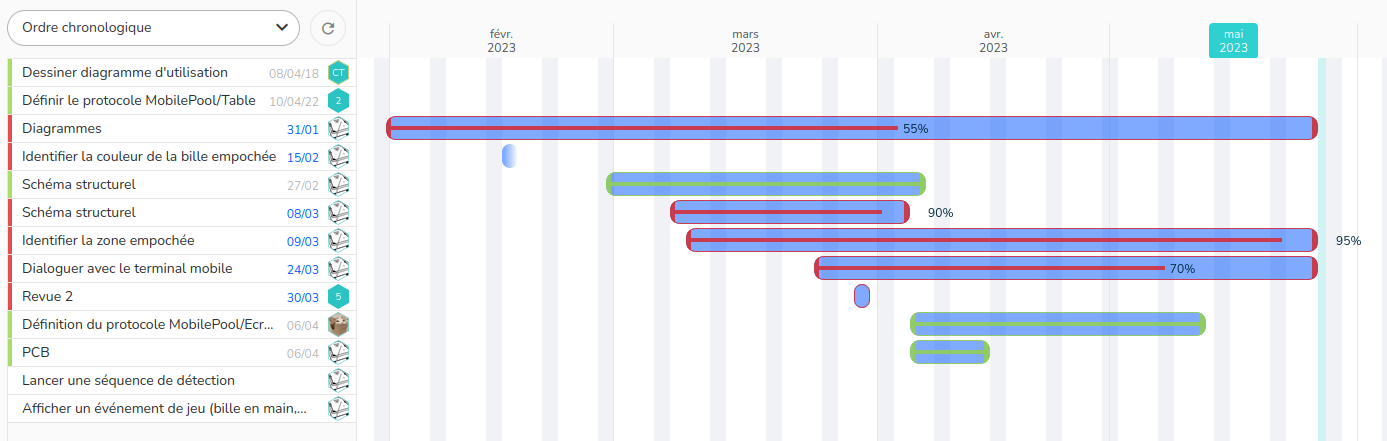 Ordre chronologique
févr.
2023
mars
2023
avr.
2023
mai
2023
Dessiner diagramme d'utilisation 08/04/18 CT
Définir le protocole MobilePool/Table 10/04/22 2
Diagrammes 31/01 55%
Identifier la couleur de la bille empochée 15/02
Schéma structurel 27/02
Schéma structurel 08/03 90%
Identifier la zone empochée 09/03 95%
Dialoguer avec le terminal mobile 24/03 70%
Revue 2 30/03 5
Définition du protocole MobilePool/Ecr... 06/04
PCB 06/04
Lancer une séquence de détection
Afficher un événement de jeu (bille en main,...